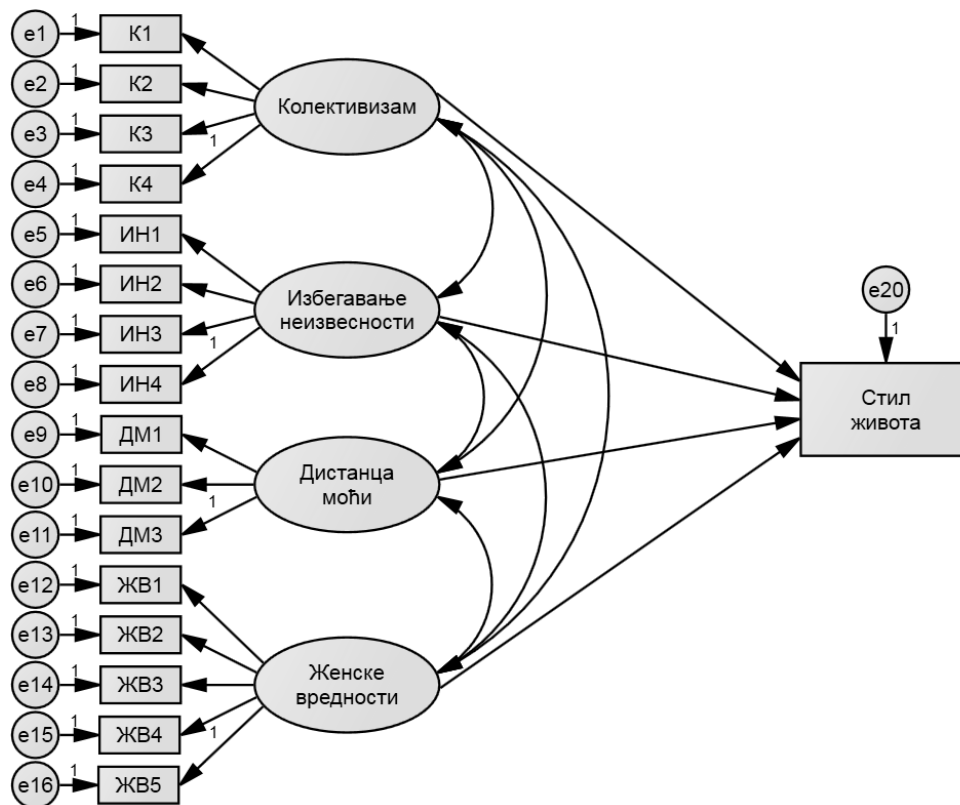 e1 1 К1
e2 1 К2
e3 1 К3
1
e4 1 К4
Колективизам
e5 1 ИН1
e6 1 ИН2
e7 1 ИН3
1
e8 1 ИН4
Избегавање
неизвесности
e20
1
Стил
живота
e9 1 ДМ1
e10 1 ДМ2
1
e11 1 ДМ3
Дистанца
моћи
e12 1 ЖВ1
e13 1 ЖВ2
e14 1 ЖВ3
e15 1 ЖВ4
1
e16 1 ЖВ5
Женске
вредности